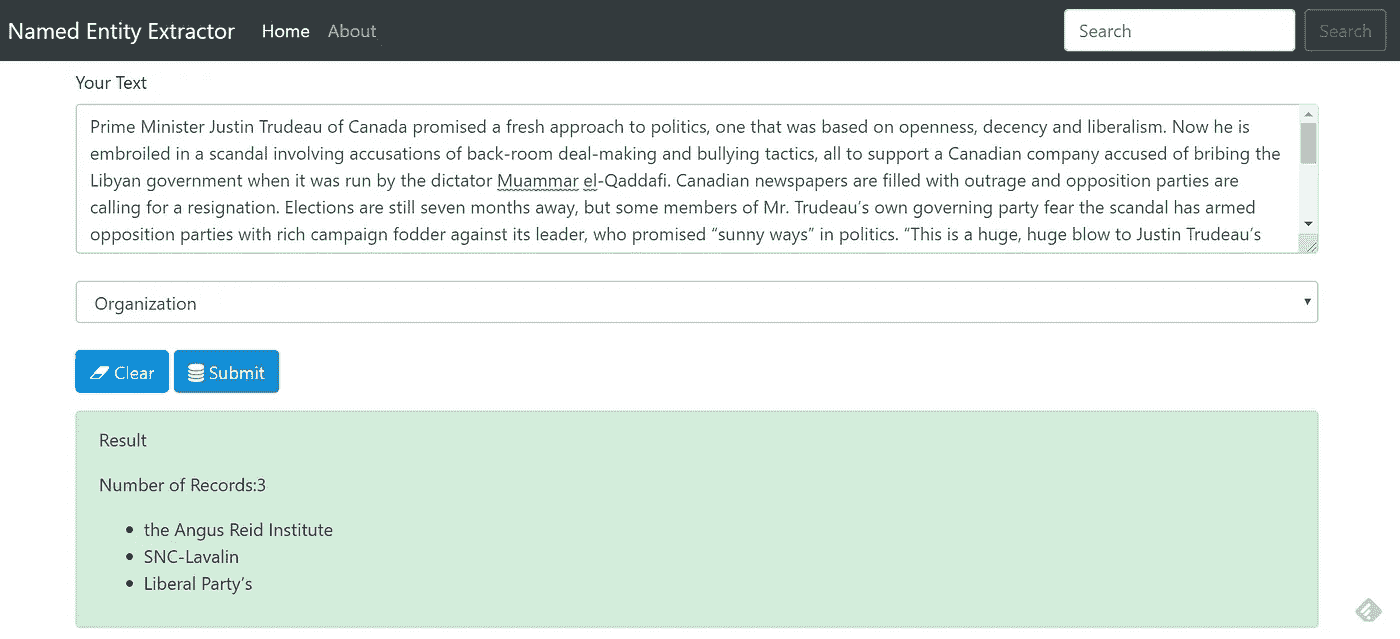 Named Entity Extractor Home About Search Search
Your Text
Prime Minister Justin Trudeau of Canada promised a fresh approach to politics, one that was based on openness, decency and liberalism. Now he is
embroiled in a scandal involving accusations of back-room deal-making and bullying tactics, all to support a Canadian company accused of bribing the
Libyan government when it was run by the dictator Muammar el-Qaddafi. Canadian newspapers are filled with outrage and opposition parties are
calling for a resignation. Elections are still seven months away, but some members of Mr. Trudeau’s own governing party fear the scandal has armed
opposition parties with rich campaign fodder against its leader, who promised “sunny ways” in politics. “This is a huge, huge blow to Justin Trudeau’s
Organization
Clear Submit
Result
Number of Records:3
the Angus Reid Institute
SNC-Lavalin
Liberal Party’s